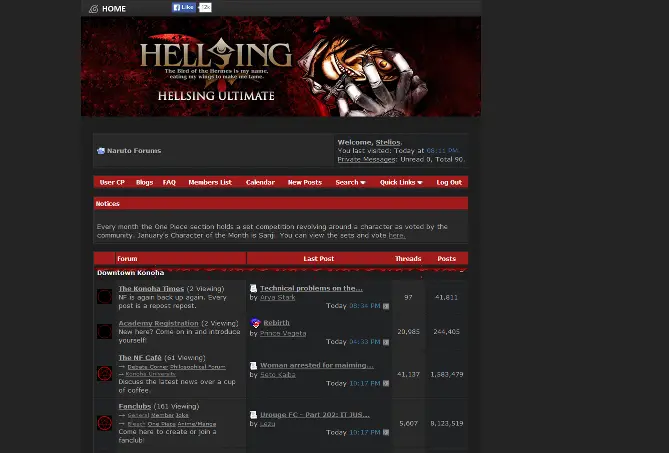 HOME
Like
12k
HELLSING
The Bird of the Hermes is my name,
eating my wings to make me tame.
HELLSING ULTIMATE
Naruto Forums
Welcome, Stelios.
You last visited: Today at 08:11 PM
Private Messages: Unread 0, Total 90.
User CP Blogs FAQ Members List Calendar New Posts Search Quick Links Log Out
Notices
Every month the One Piece section holds a set competition revolving around a character as voted by the
community. January's Character of the Month is Sanji. You can view the sets and vote here.
Forum Last Post Threads Posts
Downtown Konoha
The Konoha Times (2 Viewing)
NF is back up again. Every
post is a repost repost.
Technical problems on the...
by Arya Stark
Today 08:34 PM
97
41,811
Academy Registration (2 Viewing)
New here? Come on in and introduce
yourself!
Rebirth
by Prince Vegeta
Today 04:33 PM
20,985
244,405
The NF Café (61 Viewing)
Debate Corner Philosophical Forum
Konoha University
Discuss the latest news over a cup
of coffee.
Woman arrested for maiming...
by Seto Kaiba
Today 10:17 PM
41,137
1,583,479
Fanclubs (161 Viewing)
General Member Joke
Bleach One Piece Anime/Manga
Come here to create or join a
fanclub!
Urouge FC - Part 202: IT JUS...
by
Today 10:17 PM
5,607
8,123,519